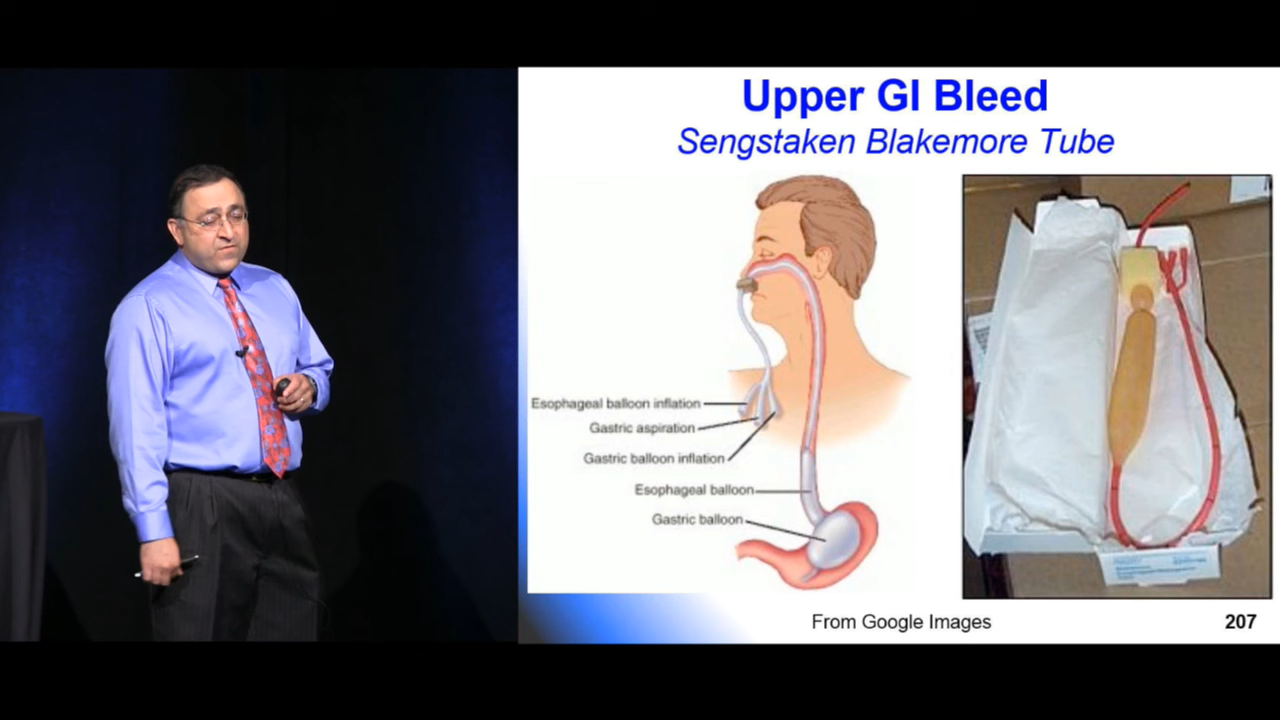 Upper GI Bleed
Sengstaken Blakemore Tube
Esophageal balloon inflation
Gastric aspiration
Gastric balloon inflation
Esophageal balloon
Gastric balloon
From Google Images
207